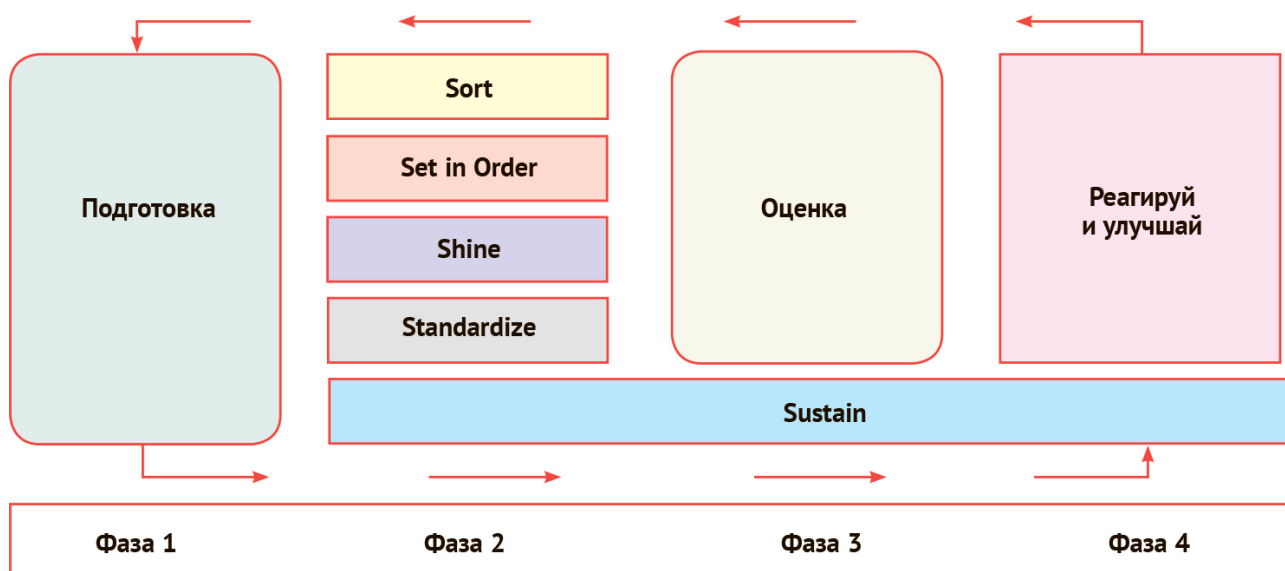 Подготовка
Sort
Set in Order
Shine
Standardize
Оценка
Реагируй
и улучшай
Sustain
Фаза 1
Фаза 2
Фаза 3
Фаза 4